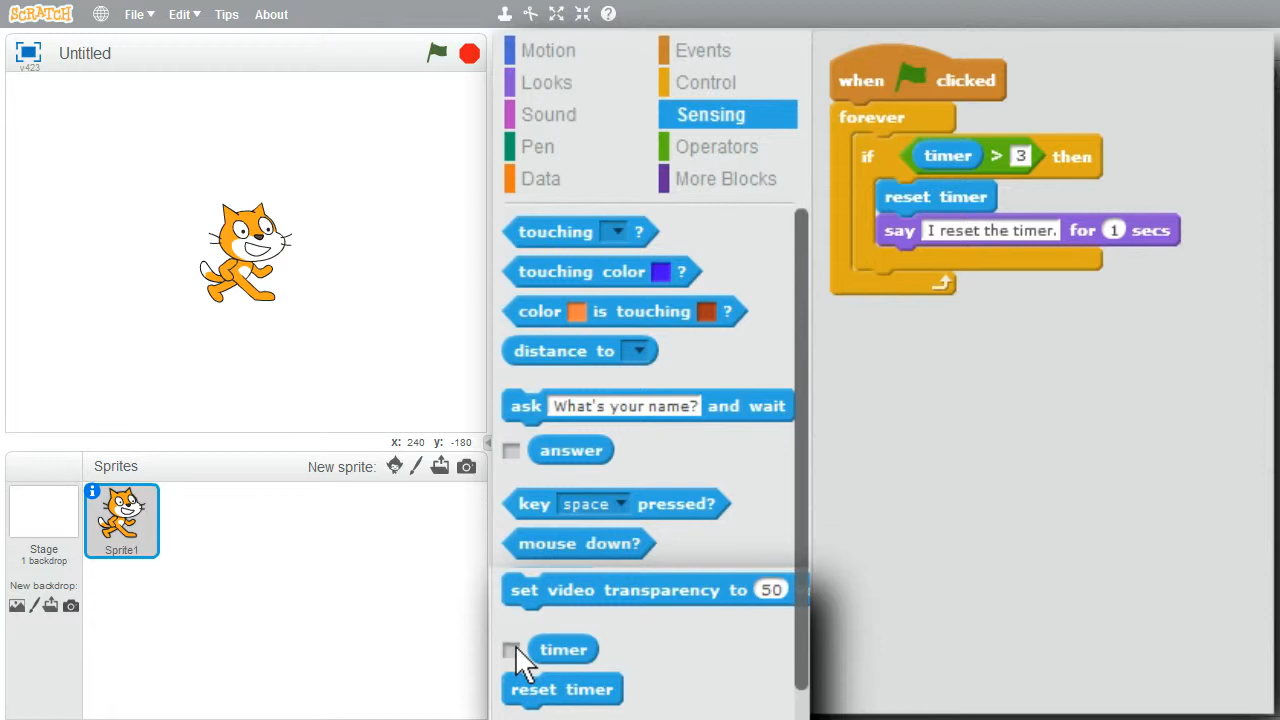 SCRATCH File Edit Tips About
v423
Untitled
x: 240 y: -180
Sprites New sprite:
Stage
1 backdrop
New backdrop:
Sprite1
Motion Events
Looks Control
Sound Sensing
Pen Operators
Data More Blocks
touching ?
touching color ?
color is touching ?
distance to
ask What's your name? and wait
answer
key space pressed?
mouse down?
set video transparency to 50
timer
reset timer
when clicked
forever
if timer > 3 then
reset timer
say I reset the timer. for 1 secs